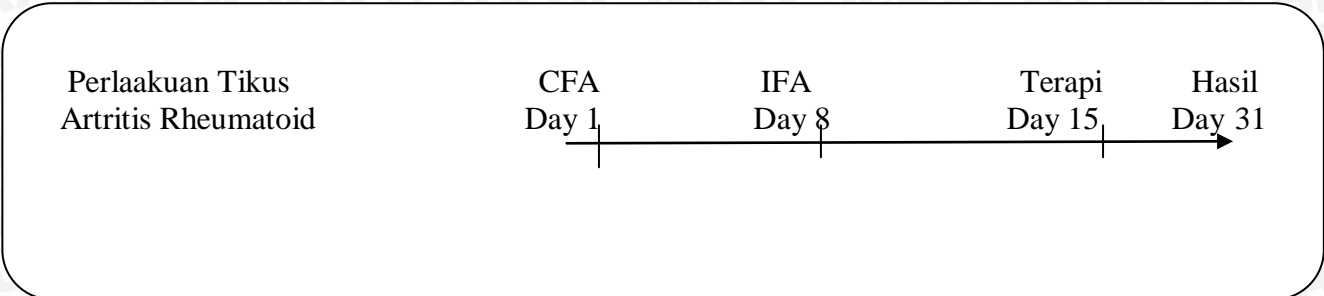 Perlaakuan Tikus CFA IFA Terapi Hasil
Artritis Rheumatoid Day 1 Day 8 Day 15 Day 31